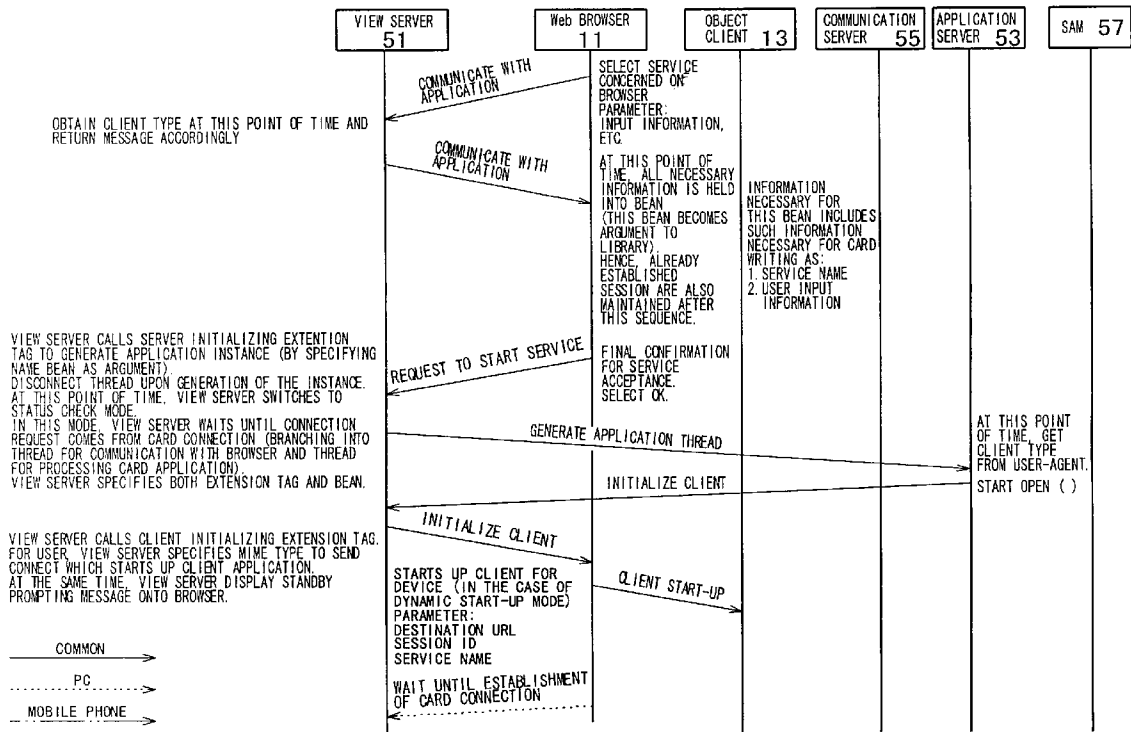 VIEW SERVER
51
Web BROWSER
11
OBJECT
CLIENT 13
COMMUNICATION
SERVER 55
APPLICATION
SERVER 53
SAM 57
COMMUNICATE WITH
APPLICATION
SELECT SERVICE
CONCERNED ON
BROWSER
PARAMETER:
INPUT INFORMATION,
ETC.
OBTAIN CLIENT TYPE AT THIS POINT OF TIME AND
RETURN MESSAGE ACCORDINGLY
COMMUNICATE WITH
APPLICATION
AT THIS POINT OF
TIME, ALL NECESSARY
INFORMATION IS HELD
INTO BEAN
(THIS BEAN BECOMES
ARGUMENT TO
LIBRARY).
HENCE, ALREADY
ESTABLISHED
SESSION ARE ALSO
MAINTAINED AFTER
THIS SEQUENCE.
INFORMATION
NECESSARY FOR
THIS BEAN INCLUDES
SUCH INFORMATION
NECESSARY FOR CARD
WRITING AS:
1. SERVICE NAME
2. USER INPUT
INFORMATION
VIEW SERVER CALLS SERVER INITIALIZING EXTENTION
TAG TO GENERATE APPLICATION INSTANCE (BY SPECIFYING
NAME BEAN AS ARGUMENT).
DISCONNECT THREAD UPON GENERATION OF THE INSTANCE.
AT THIS POINT OF TIME, VIEW SERVER SWITCHES TO
STATUS CHECK MODE.
IN THIS MODE, VIEW SERVER WAITS UNTIL CONNECTION
REQUEST COMES FROM CARD CONNECTION (BRANCHING INTO
THREAD FOR COMMUNICATION WITH BROWSER AND THREAD
FOR PROCESSING CARD APPLICATION).
VIEW SERVER SPECIFIES BOTH EXTENSION TAG AND BEAN.
REQUEST TO START SERVICE
FINAL CONFIRMATION
FOR SERVICE
ACCEPTANCE.
SELECT OK.
GENERATE APPLICATION THREAD
AT THIS POINT
OF TIME, GET
CLIENT TYPE
FROM USER-AGENT.
INITIALIZE CLIENT
START OPEN ( )
VIEW SERVER CALLS CLIENT INITIALIZING EXTENSION TAG.
FOR USER, VIEW SERVER SPECIFIES MIME TYPE TO SEND
CONNECT WHICH STARTS UP CLIENT APPLICATION.
AT THE SAME TIME, VIEW SERVER DISPLAY STANDBY
PROMPTING MESSAGE ONTO BROWSER.
INITIALIZE CLIENT
STARTS UP CLIENT FOR
DEVICE (IN THE CASE OF
DYNAMIC START-UP MODE)
PARAMETER:
DESTINATION URL
SESSION ID
SERVICE NAME
CLIENT START-UP
WAIT UNTIL ESTABLISHMENT
OF CARD CONNECTION
COMMON
PC
MOBILE PHONE